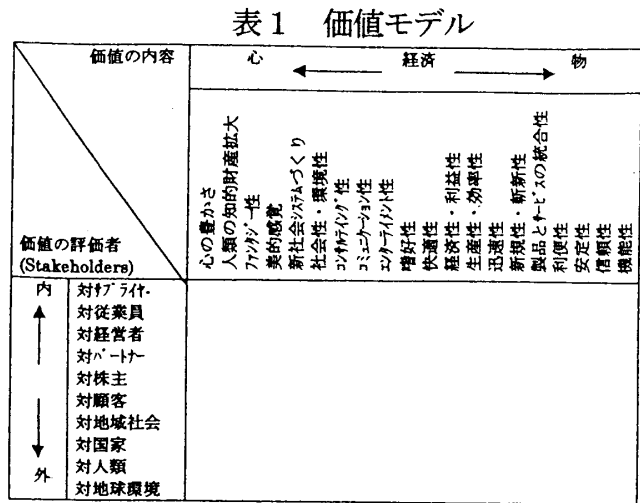 表1 価値モデル
価値の内容
心 経済 物
価値の評価者
(Stakeholders)
心の豊かさ
人類の知的財産拡大
ファンタジー性
美的感覚
新社会システムづくり
社会性・環境性
コンサルティング性
コミュニケーション性
エンターテイメント性
嗜好性
快適性
経済性・利益性
生産性・効率性
迅速性
新規性・斬新性
製品とサービスの統合性
利便性
安定性
信頼性
機能性
内
対サプライヤ-
対従業員
対経営者
対パートナー
対株主
対顧客
対地域社会
対国家
対人類
対地球環境
外